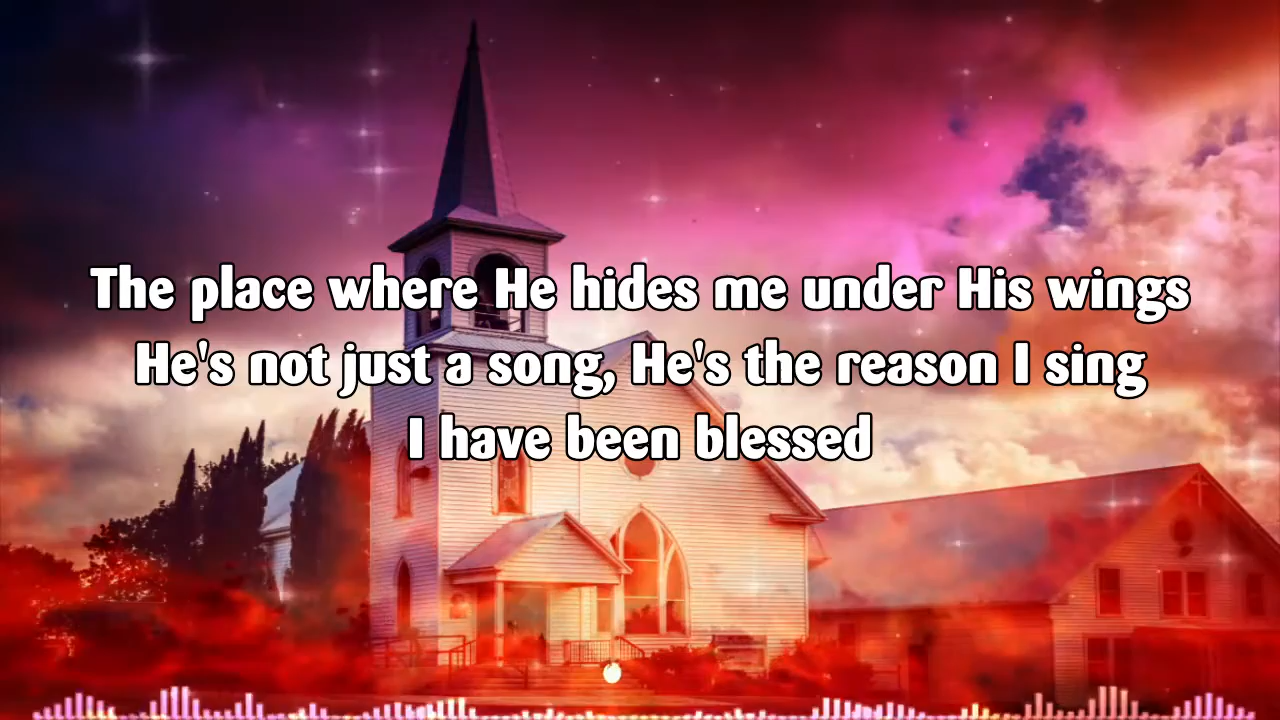 The place where He hides me under His wings
He's not just a song, He's the reason I sing
I have been blessed